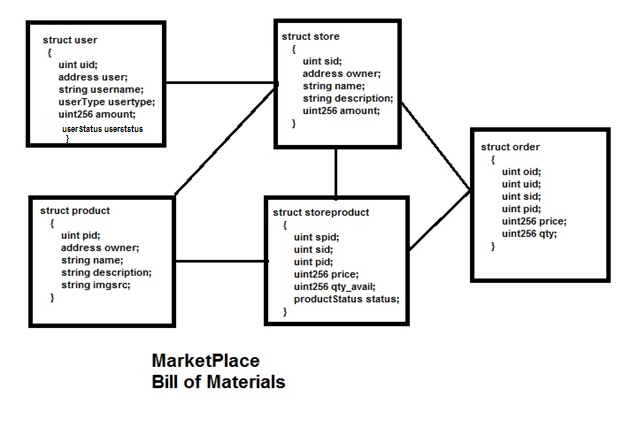 struct user
{
uint uid;
address user;
string username;
userType usertype;
uint256 amount;
userStatus userststus
}
struct store
{
uint sid;
address owner;
string name;
string description;
uint256 amount;
}
struct order
{
uint oid;
uint uid;
uint sid;
uint pid;
uint256 price;
uint256 qty;
}
struct product
{
uint pid;
address owner;
string name;
string description;
string imgsrc;
}
struct storeproduct
{
uint spid;
uint sid;
uint pid;
uint256 price;
uint256 qty_avail;
productStatus status;
}
MarketPlace
Bill of Materials